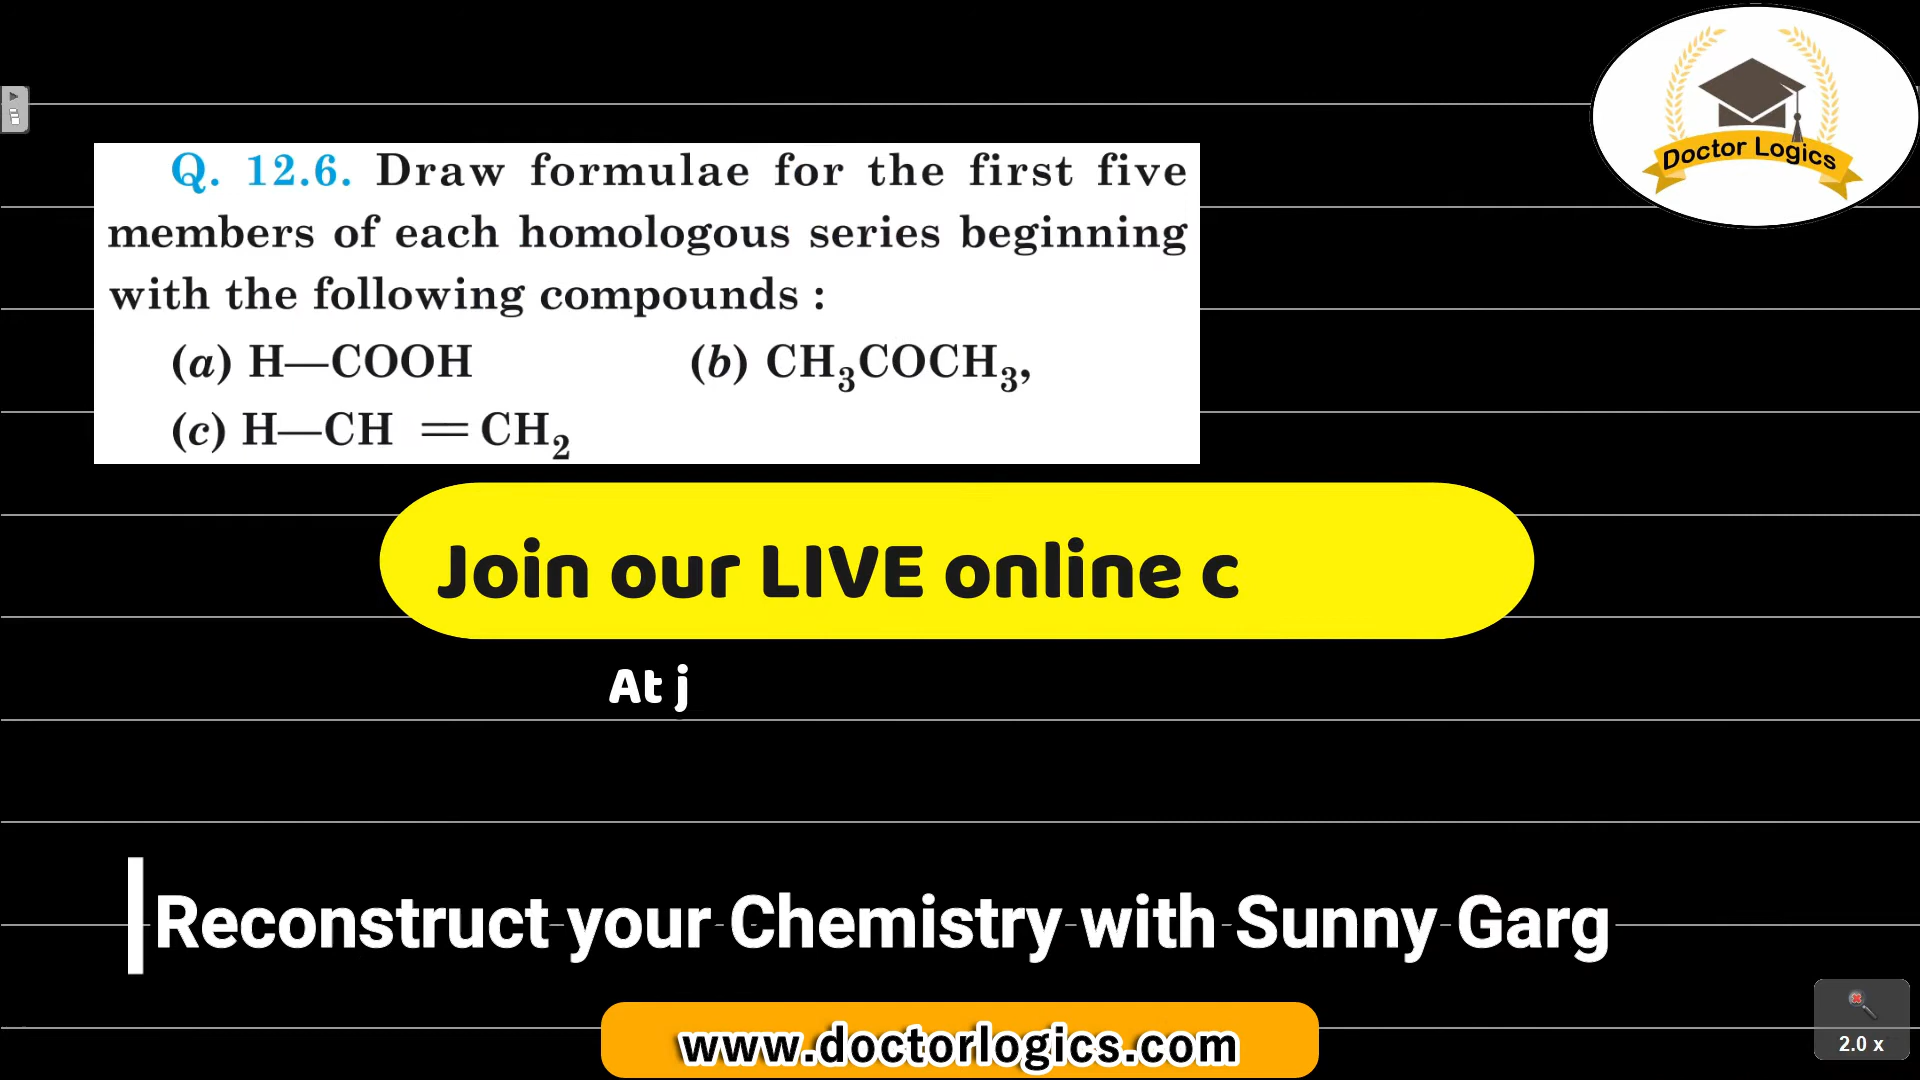 Doctor Logics
Q. 12.6. Draw formulae for the first five
members of each homologous series beginning
with the following compounds :
(a) H—COOH (b) CH₃COCH₃,
(c) H—CH = CH₂
Join our LIVE online c
At j
Reconstruct your Chemistry with Sunny Garg
www.doctorlogics.com
2.0 x